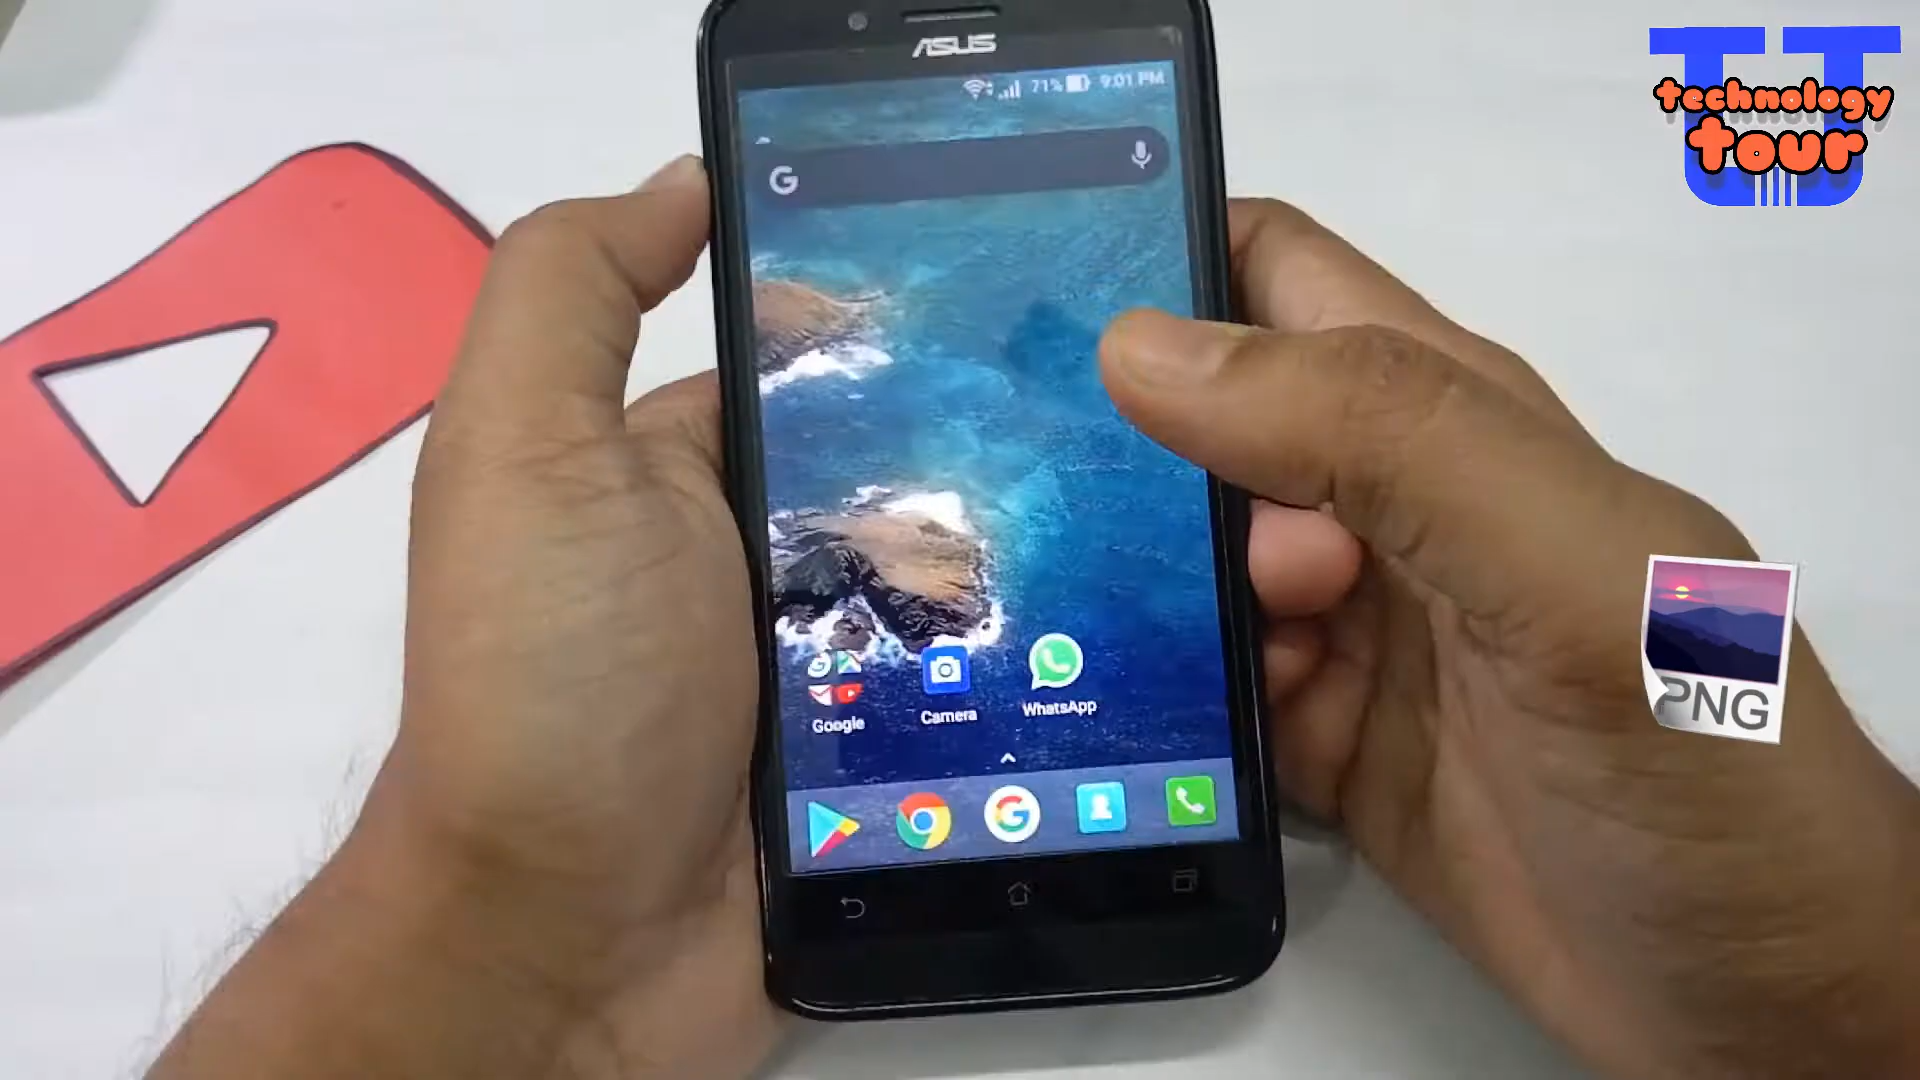 ASUS
71% 9:01 PM
technology
tour
G
Google
Camera
WhatsApp
G
PNG